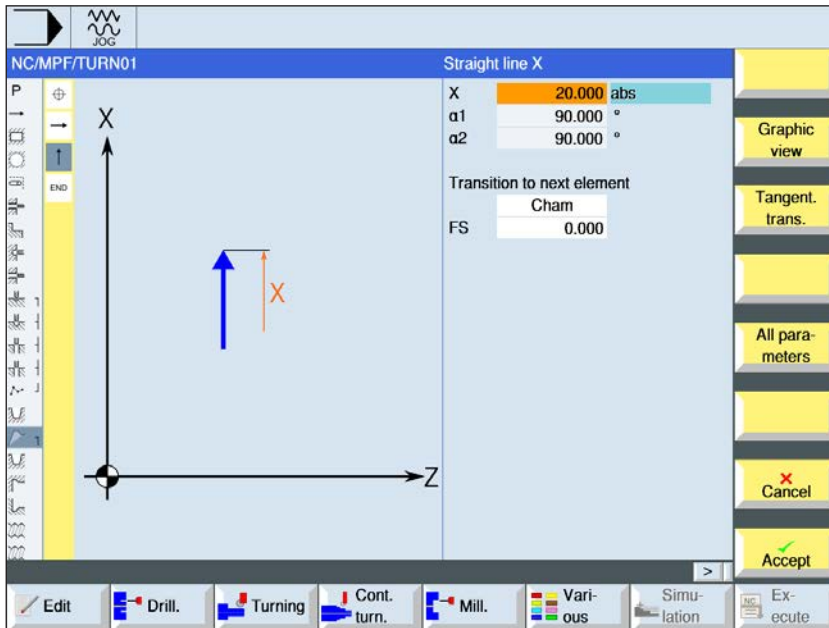 JOG
NC/MPF/TURN01
Straight line X
P
END
X
Z
X
X 20.000 abs
α1 90.000 °
α2 90.000 °
Transition to next element
Cham
FS 0.000
>
Graphic
view
Tangent.
trans.
All para-
meters
Cancel
Accept
Edit
Drill.
Turning
Cont.
turn.
Mill.
Vari-
ous
Simu-
lation
NC
Ex-
ecute